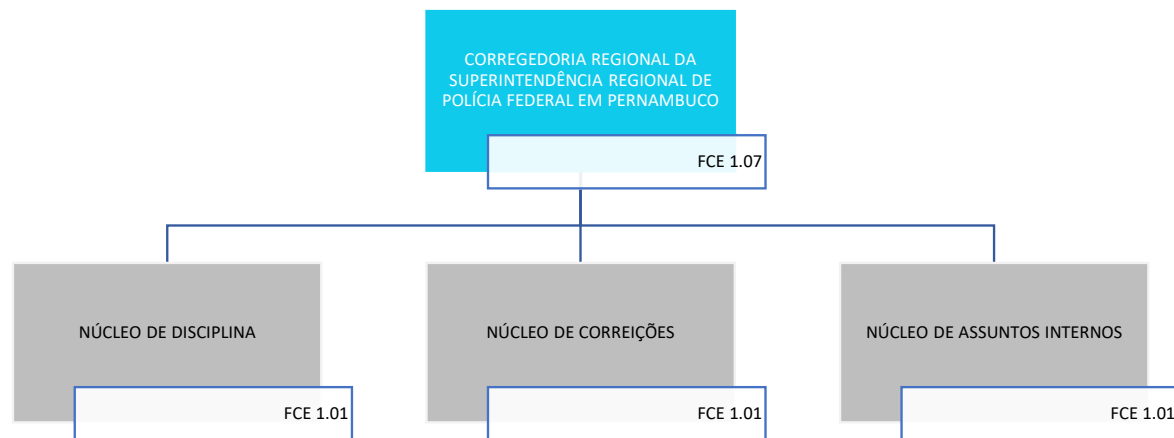 CORREGEDORIA REGIONAL DA
SUPERINTENDÊNCIA REGIONAL DE
POLÍCIA FEDERAL EM PERNAMBUCO
FCE 1.07
NÚCLEO DE DISCIPLINA
FCE 1.01
NÚCLEO DE CORREIÇÕES
FCE 1.01
NÚCLEO DE ASSUNTOS INTERNOS
FCE 1.01